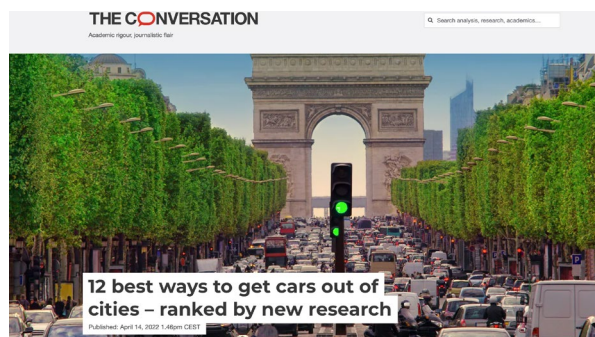 THE CONVERSATION
Academic rigour, journalistic flair
Search analysis, research, academics…
P
12 best ways to get cars out of
cities – ranked by new research
Published: April 14, 2022 1.46pm CEST